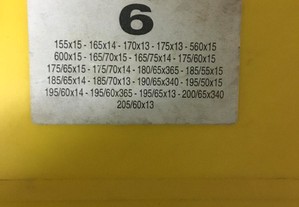 6
155x15 - 165x14 - 170x13 - 175x13 - 560x15
600x15 - 165/70x15 - 165/75x14 - 175/60x15
175/65x15 - 175/70x14 - 180/65x365 - 185/55x15
185/65x14 - 185/70x13 - 190/65x340 - 195/50x15
195/60x14 - 195/60x365 - 195/65x13 - 200/65x340
205/60x13